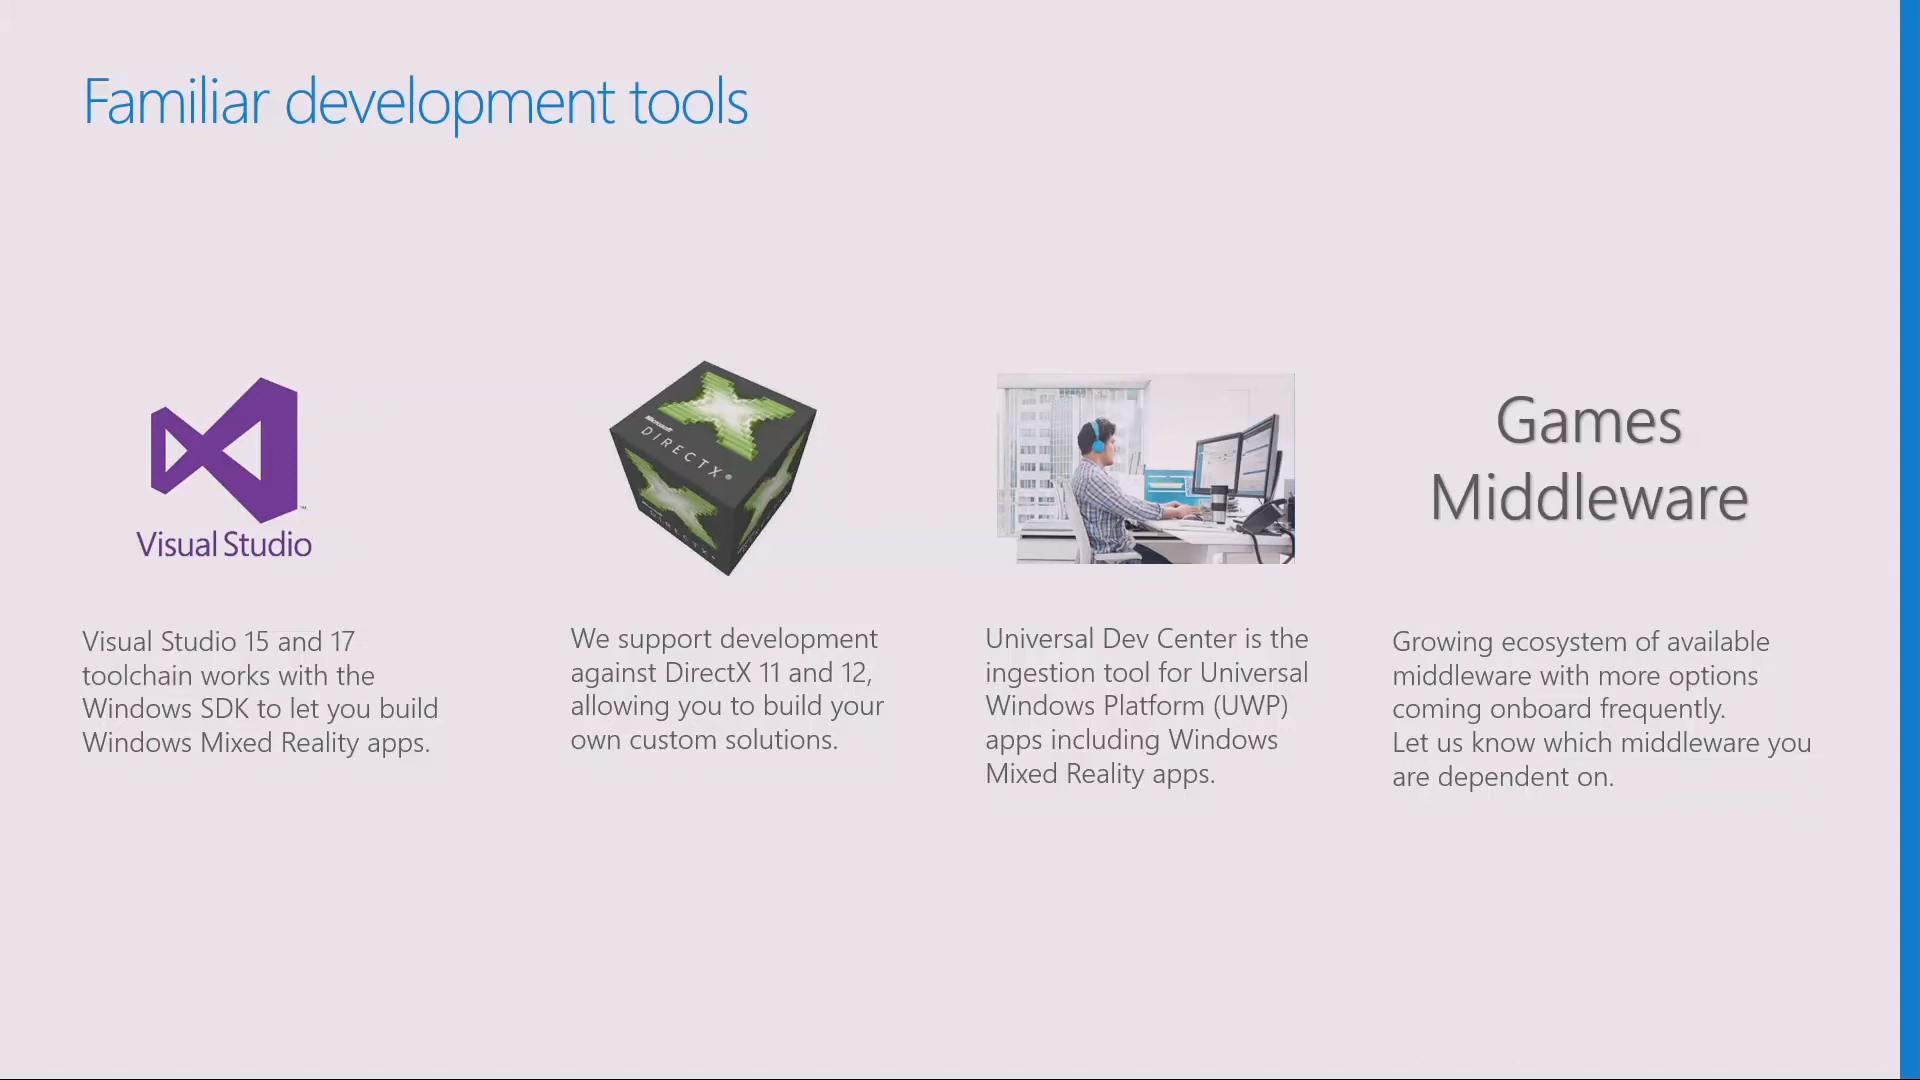 Familiar development tools
Microsoft
DIRECTX®
DIRECTX
Visual Studio
Games
Middleware
Visual Studio 15 and 17
toolchain works with the
Windows SDK to let you build
Windows Mixed Reality apps.
We support development
against DirectX 11 and 12,
allowing you to build your
own custom solutions.
Universal Dev Center is the
ingestion tool for Universal
Windows Platform (UWP)
apps including Windows
Mixed Reality apps.
Growing ecosystem of available
middleware with more options
coming onboard frequently.
Let us know which middleware you
are dependent on.